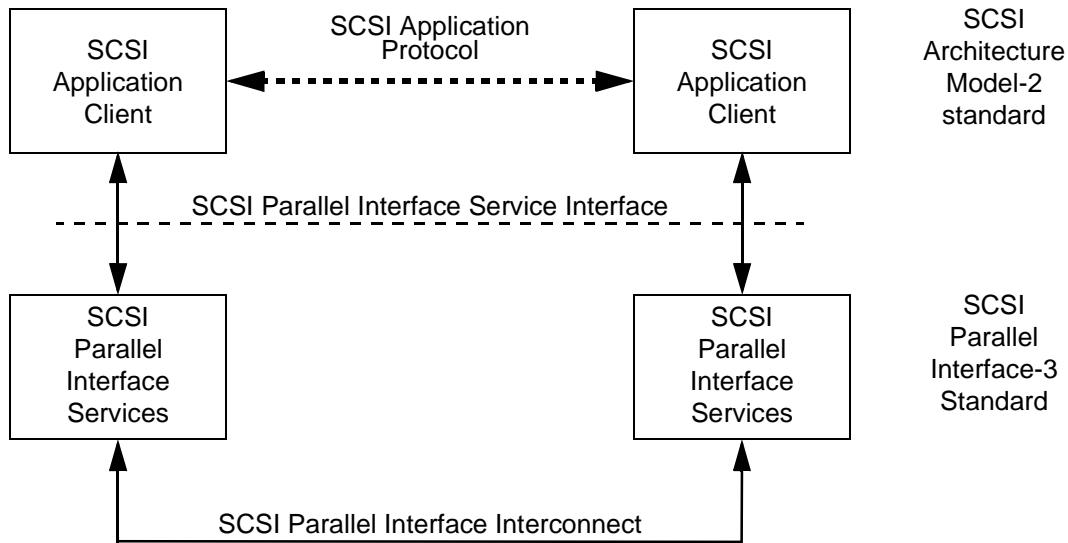 SCSI
Application
Client
SCSI Application
Protocol
SCSI
Application
Client
SCSI
Architecture
Model-2
standard
SCSI Parallel Interface Service Interface
SCSI
Parallel
Interface
Services
SCSI
Parallel
Interface
Services
SCSI
Parallel
Interface-3
Standard
SCSI Parallel Interface Interconnect